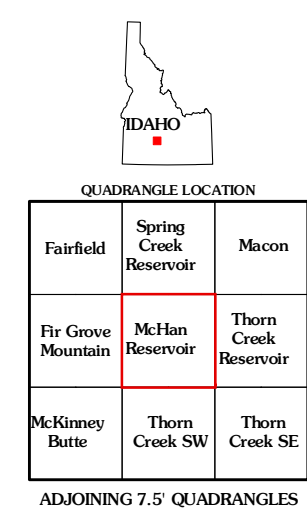 IDAHO
QUADRANGLE LOCATION
Fairfield
Spring
Creek
Reservoir
Macon
Fir Grove
Mountain
McHan
Reservoir
Thorn
Creek
Reservoir
McKinney
Butte
Thorn
Creek SW
Thorn
Creek SE
ADJOINING 7.5' QUADRANGLES